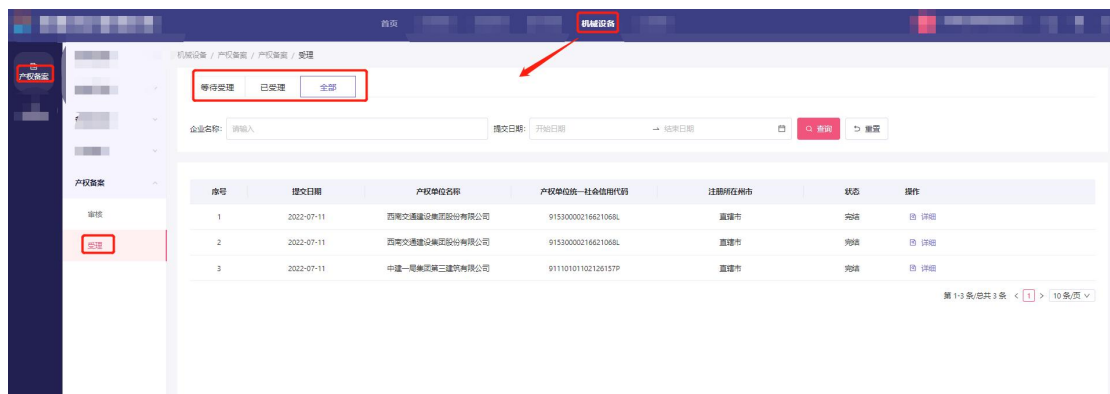 首页 机械设备
产权备案
机械设备 / 产权备案 / 产权备案 / 受理
等待受理 已受理 全部
企业名称: 请输入 提交日期: 开始日期 → 结束日期 查询 重置
产权备案
审核
受理
序号 提交日期 产权单位名称 产权单位统一社会信用代码 注册所在州市 状态 操作
1 2022-07-11 西南交通建设集团股份有限公司 91530000216621068L 直辖市 完结 详细
2 2022-07-11 西南交通建设集团股份有限公司 91530000216621068L 直辖市 完结 详细
3 2022-07-11 中建一局集团第三建筑有限公司 91110101102126157P 直辖市 完结 详细
第 1-3 条/总共 3 条 < 1 > 10 条/页